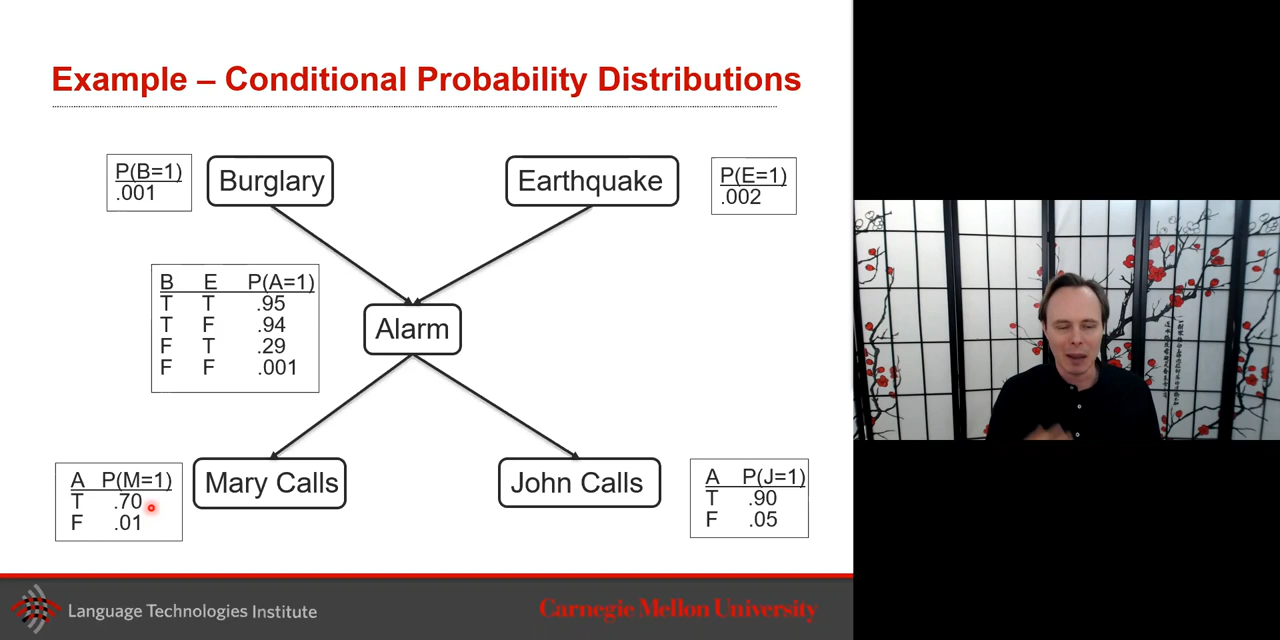 Example – Conditional Probability Distributions
P(B=1)
.001
Burglary
Earthquake
P(E=1)
.002
B E P(A=1)
T T .95
T F .94
F T .29
F F .001
Alarm
A P(M=1)
T .70
F .01
Mary Calls
John Calls
A P(J=1)
T .90
F .05
Language Technologies Institute
Carnegie Mellon University